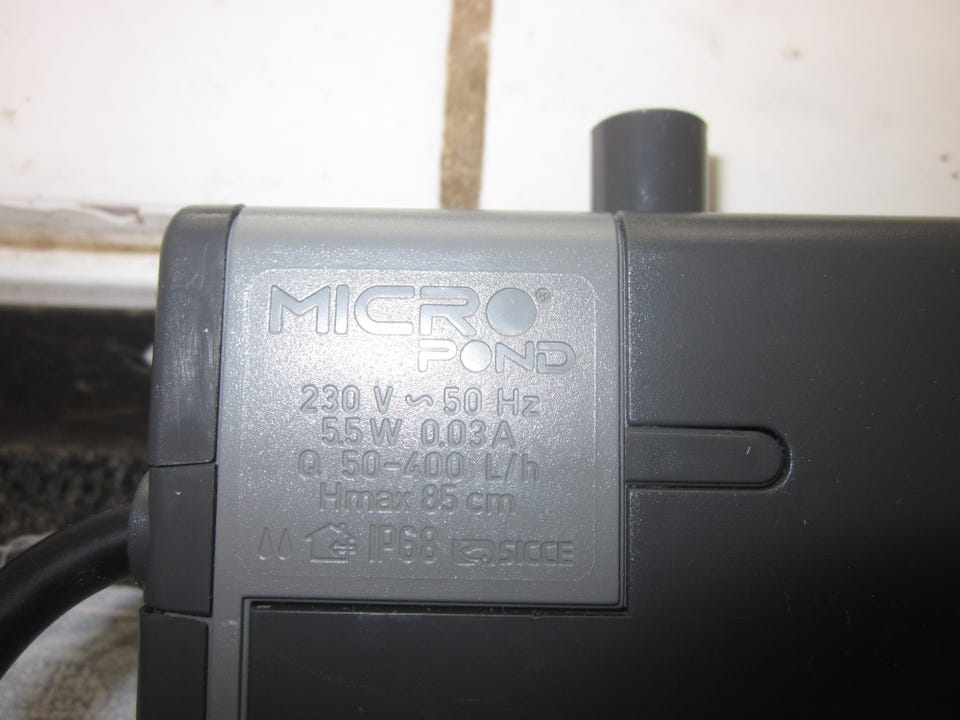 MICRO®
POND
230 V ~ 50 Hz
5.5 W 0.03 A
Q 50-400 L/h
Hmax 85 cm
IP68 SICCE